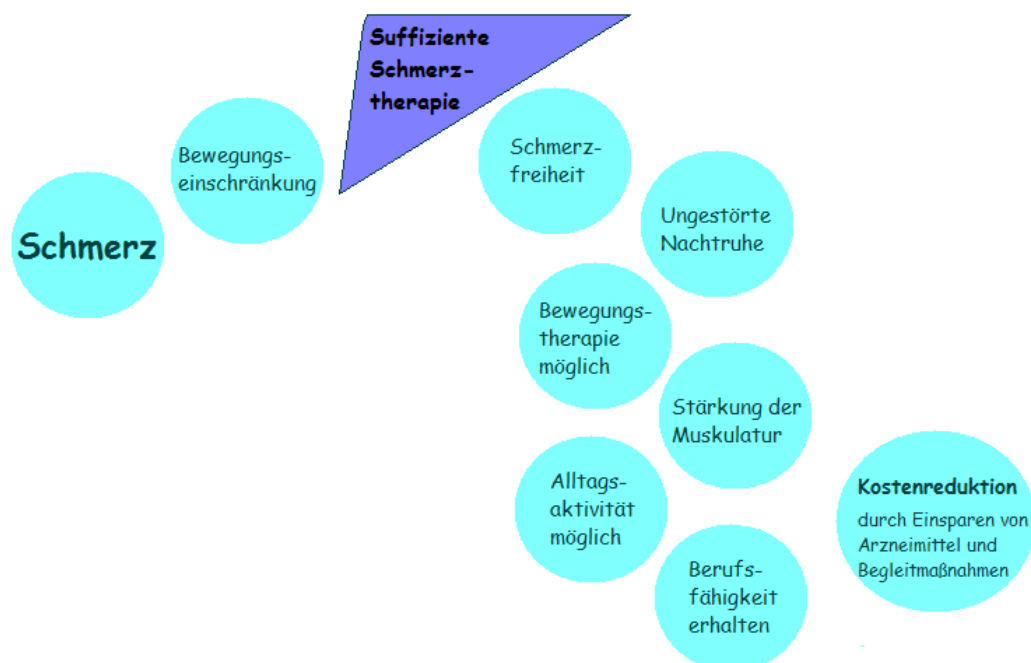 Suffiziente
Schmerz-
therapie
Bewegungs-
einschränkung
Schmerz
Schmerz-
freiheit
Ungestörte
Nachtruhe
Bewegungs-
therapie
möglich
Stärkung der
Muskulatur
Alltags-
aktivität
möglich
Berufs-
fähigkeit
erhalten
Kostenreduktion
durch Einsparen von
Arzneimittel und
Begleitmaßnahmen